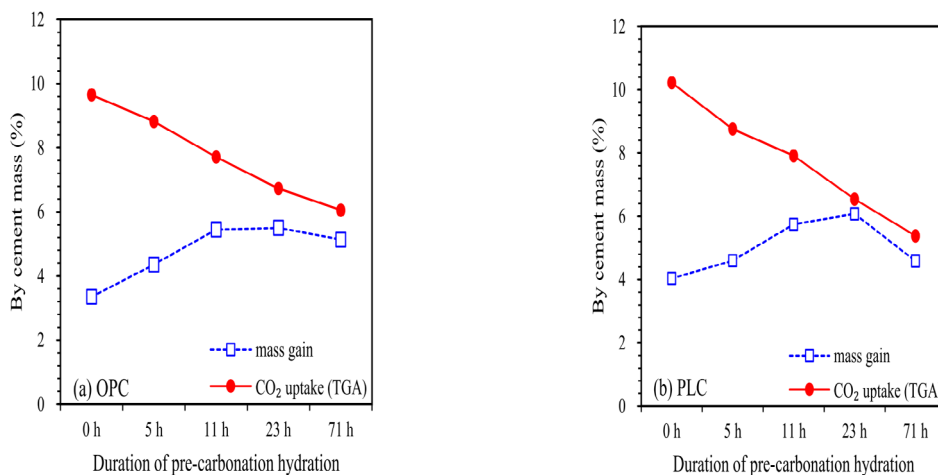 12
10
8
6
4
2
0
By cement mass (%)
mass gain
CO₂ uptake (TGA)
(a) OPC
0 h 5 h 11 h 23 h 71 h
Duration of pre-carbonation hydration
12
10
8
6
4
2
0
By cement mass (%)
mass gain
CO₂ uptake (TGA
(b) PLC
0 h 5 h 11 h 23 h 71 h
Duration of pre-carbonation hydration